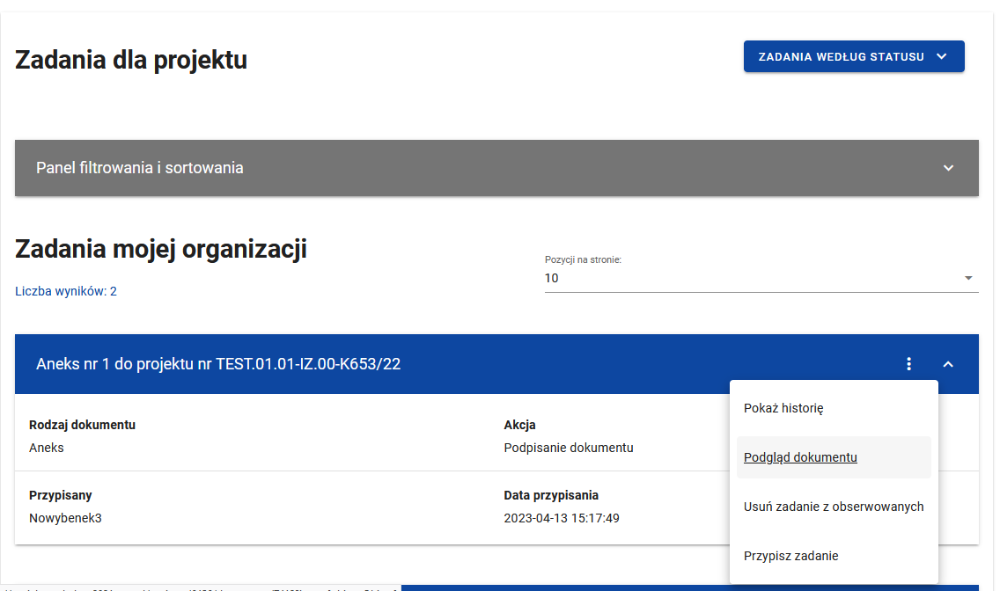 Zadania dla projektu
ZADANIA WEDŁUG STATUSU
Panel filtrowania i sortowania
Zadania mojej organizacji
Liczba wyników: 2
Pozycji na stronie:
10
Aneks nr 1 do projektu nr TEST.01.01-IZ.00-K653/22
Rodzaj dokumentu
Aneks
Akcja
Podpisanie dokumentu
Przypisany
Nowybenek3
Data przypisania
2023-04-13 15:17:49
Pokaż historię
Podgląd dokumentu
Usuń zadanie z obserwowanych
Przypisz zadanie